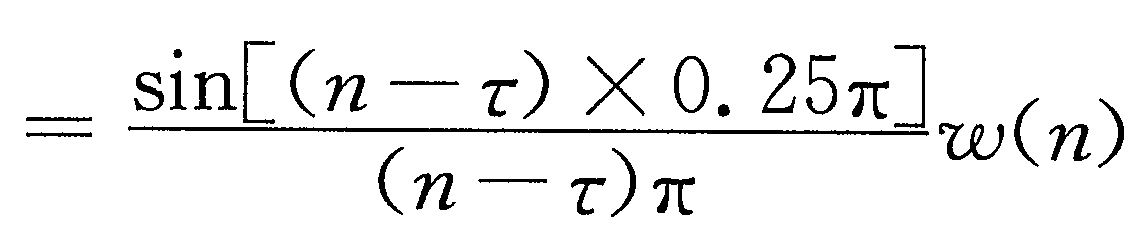 = sin[(n − τ) × 0.25π] / (n − τ)π w(n)